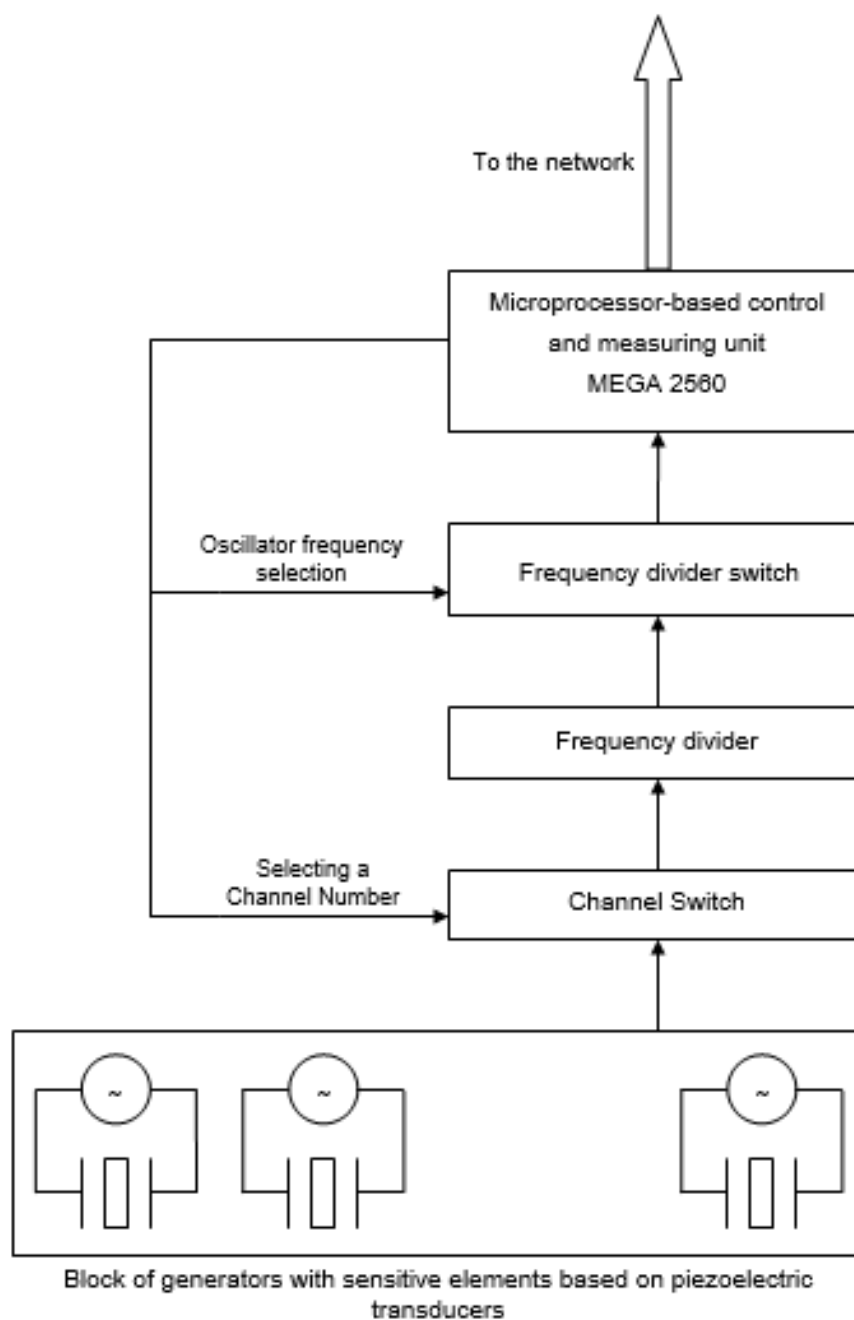 To the network
Microprocessor-based control
and measuring unit
MEGA 2560
Oscillator frequency
selection
Frequency divider switch
Frequency divider
Selecting a
Channel Number
Channel Switch
~
~
~
Block of generators with sensitive elements based on piezoelectric
transducers